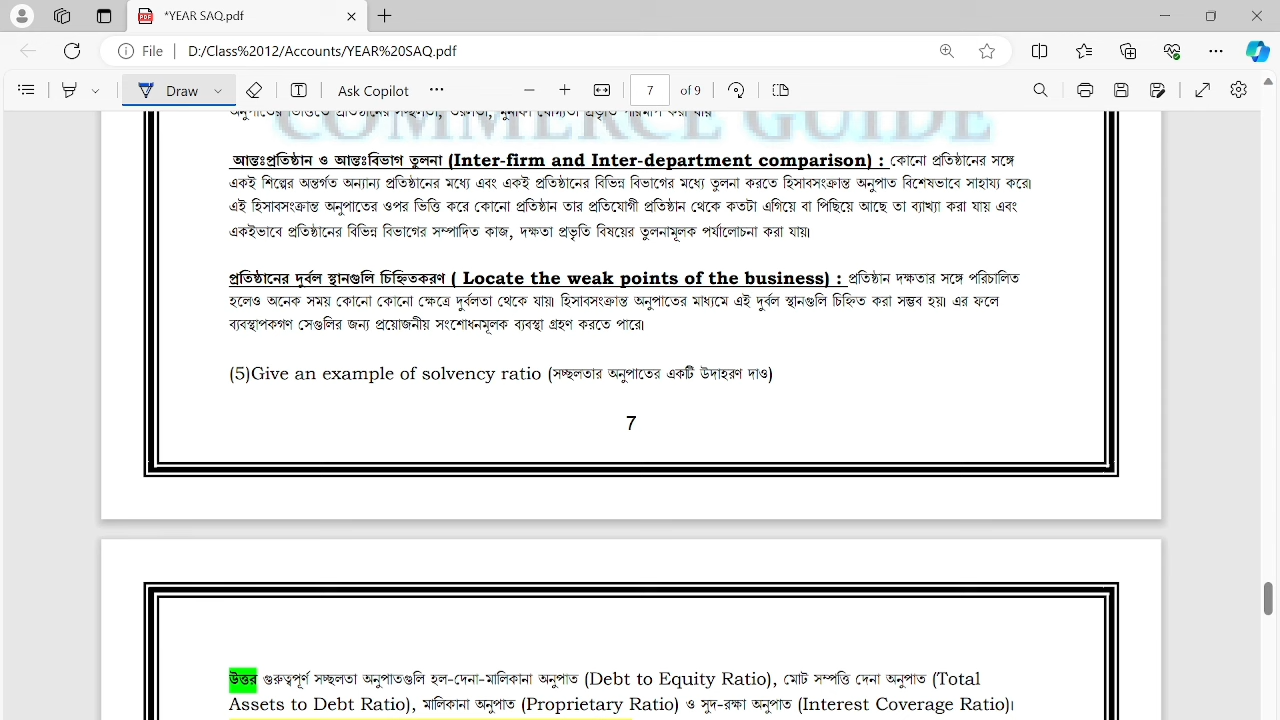 *YEAR SAQ.pdf
File
D:/Class%2012/Accounts/YEAR%20SAQ.pdf
Draw
Ask Copilot
7
of 9
COMMERCE GUIDE
আন্তঃপ্রতিষ্ঠান ও আন্তঃবিভাগ তুলনা (Inter-firm and Inter-department comparison) : কোনো প্রতিষ্ঠানের সঙ্গে
একই শিল্পের অন্তর্গত অন্যান্য প্রতিষ্ঠানের মধ্যে এবং একই প্রতিষ্ঠানের বিভিন্ন বিভাগের মধ্যে তুলনা করতে হিসাবসংক্রান্ত অনুপাত বিশেষভাবে সাহায্য করে।
এই হিসাবসংক্রান্ত অনুপাতের ওপর ভিত্তি করে কোনো প্রতিষ্ঠান তার প্রতিযোগী প্রতিষ্ঠান থেকে কতটা এগিয়ে বা পিছিয়ে আছে তা ব্যাখ্যা করা যায় এবং
একইভাবে প্রতিষ্ঠানের বিভিন্ন বিভাগের সম্পাদিত কাজ, দক্ষতা প্রভৃতি বিষয়ের তুলনামূলক পর্যালোচনা করা যায়।
প্রতিষ্ঠানের দুর্বল স্থানগুলি চিহ্নিতকরণ ( Locate the weak points of the business) : প্রতিষ্ঠান দক্ষতার সঙ্গে পরিচালিত
হলেও অনেক সময় কোনো কোনো ক্ষেত্রে দুর্বলতা থেকে যায়। হিসাবসংক্রান্ত অনুপাতের মাধ্যমে এই দুর্বল স্থানগুলি চিহ্নিত করা সম্ভব হয়। এর ফলে
ব্যবস্থাপকগণ সেগুলির জন্য প্রয়োজনীয় সংশোধনমূলক ব্যবস্থা গ্রহণ করতে পারে।
(5)Give an example of solvency ratio (সচ্ছলতার অনুপাতের একটি উদাহরণ দাও)
7
উত্তর গুরুত্বপূর্ণ সচ্ছলতা অনুপাতগুলি হল-দেনা-মালিকানা অনুপাত (Debt to Equity Ratio), মোট সম্পত্তি দেনা অনুপাত (Total
Assets to Debt Ratio), মালিকানা অনুপাত (Proprietary Ratio) ও সুদ-রক্ষা অনুপাত (Interest Coverage Ratio)।